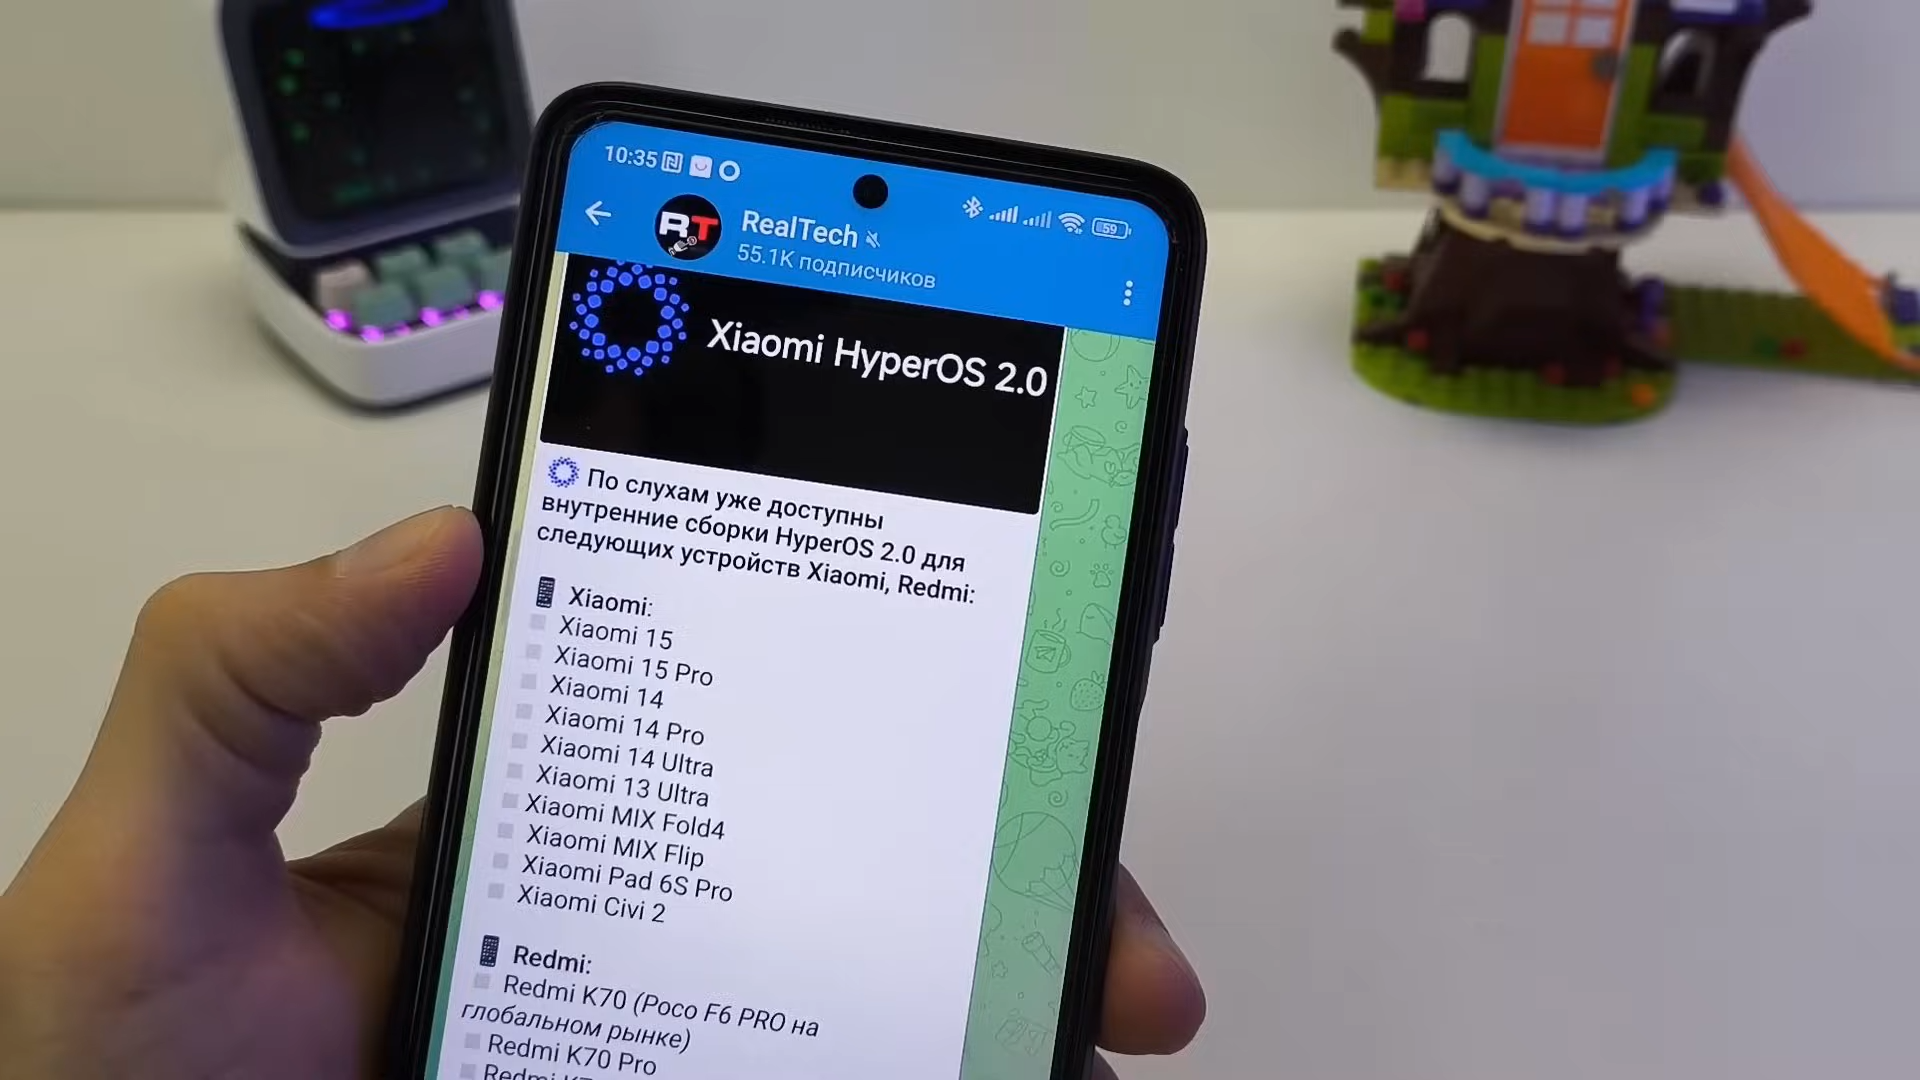 10:35
59
RT
RealTech
55.1K подписчиков
Xiaomi HyperOS 2.0
По слухам уже доступны
внутренние сборки HyperOS 2.0 для
следующих устройств Xiaomi, Redmi:
Xiaomi:
Xiaomi 15
Xiaomi 15 Pro
Xiaomi 14
Xiaomi 14 Pro
Xiaomi 14 Ultra
Xiaomi 13 Ultra
Xiaomi MIX Fold4
Xiaomi MIX Flip
Xiaomi Pad 6S Pro
Xiaomi Civi 2
Redmi:
Redmi K70 (Poco F6 PRO на
глобальном рынке)
Redmi K70 Pro
Redmi